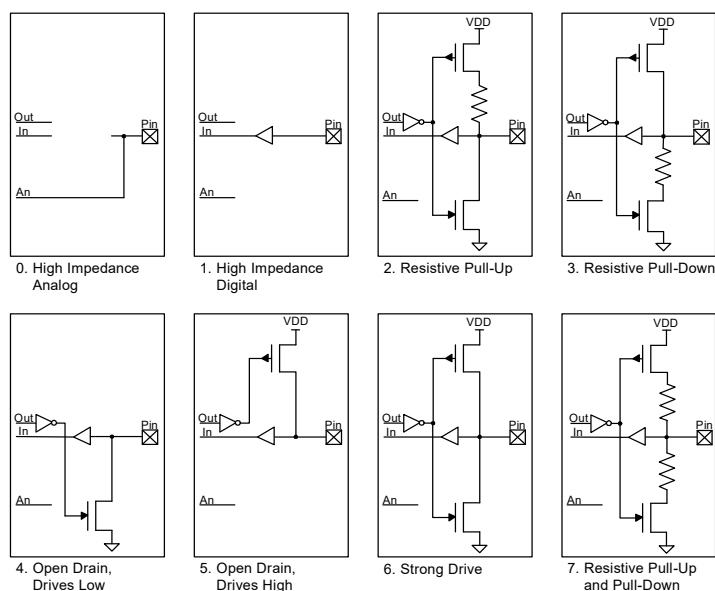 VDD
VDD
Out
In
Pin
An
Out
In
Pin
An
Out
In
Pin
An
Out
In
Pin
An
0. High Impedance
Analog
1. High Impedance
Digital
2. Resistive Pull-Up
3. Resistive Pull-Down
VDD
VDD
VDD
Out
In
Pin
An
Out
In
Pin
An
Out
In
Pin
An
Out
In
Pin
An
4. Open Drain,
Drives Low
5. Open Drain,
Drives High
6. Strong Drive
7. Resistive Pull-Up
and Pull-Down